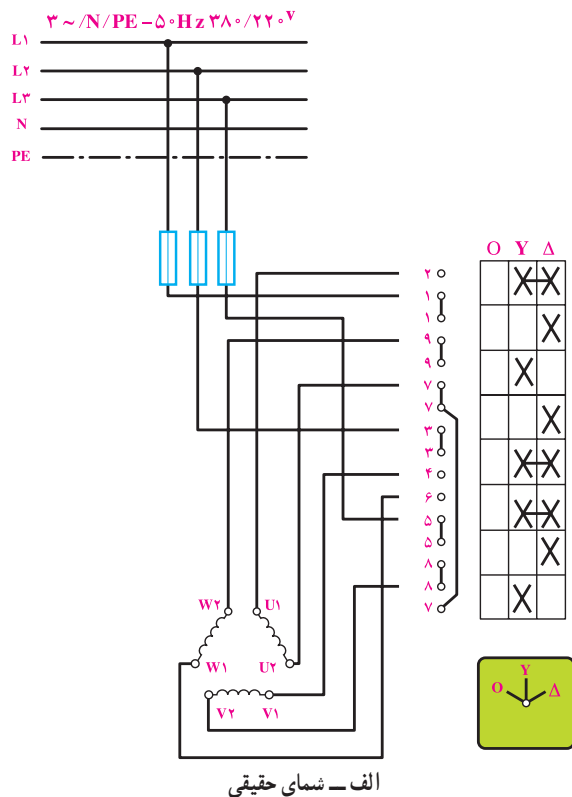 ۳ ~ /N/PE – ۵۰Hz ۳۸۰/۲۲۰ᵛ
L۱
L۲
L۳
N
PE
O Y Δ
۲
۱
۱
۹
۹
۷
۷
۳
۳
۴
۶
۵
۵
۸
۸
۷
W۲ U۱
W۱ U۲
V۲ V۱
Y
O Δ
الف ــ شمای حقیقی